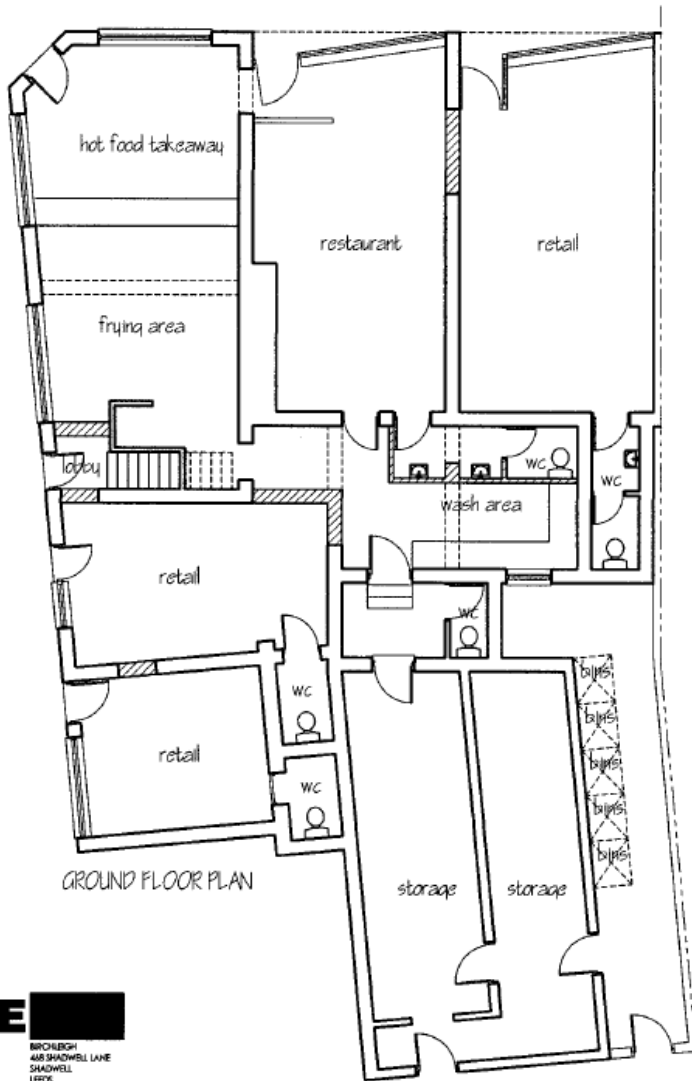 hot food takeaway
restaurant
retail
frying area
lobby
WC
WC
wash area
retail
WC
WC
bins
bins
retail
bins
WC
bins
bins
GROUND FLOOR PLAN
storage
storage
E
BIRCHLEIGH
468 SHADWELL LANE
SHADWELL
LEEDS